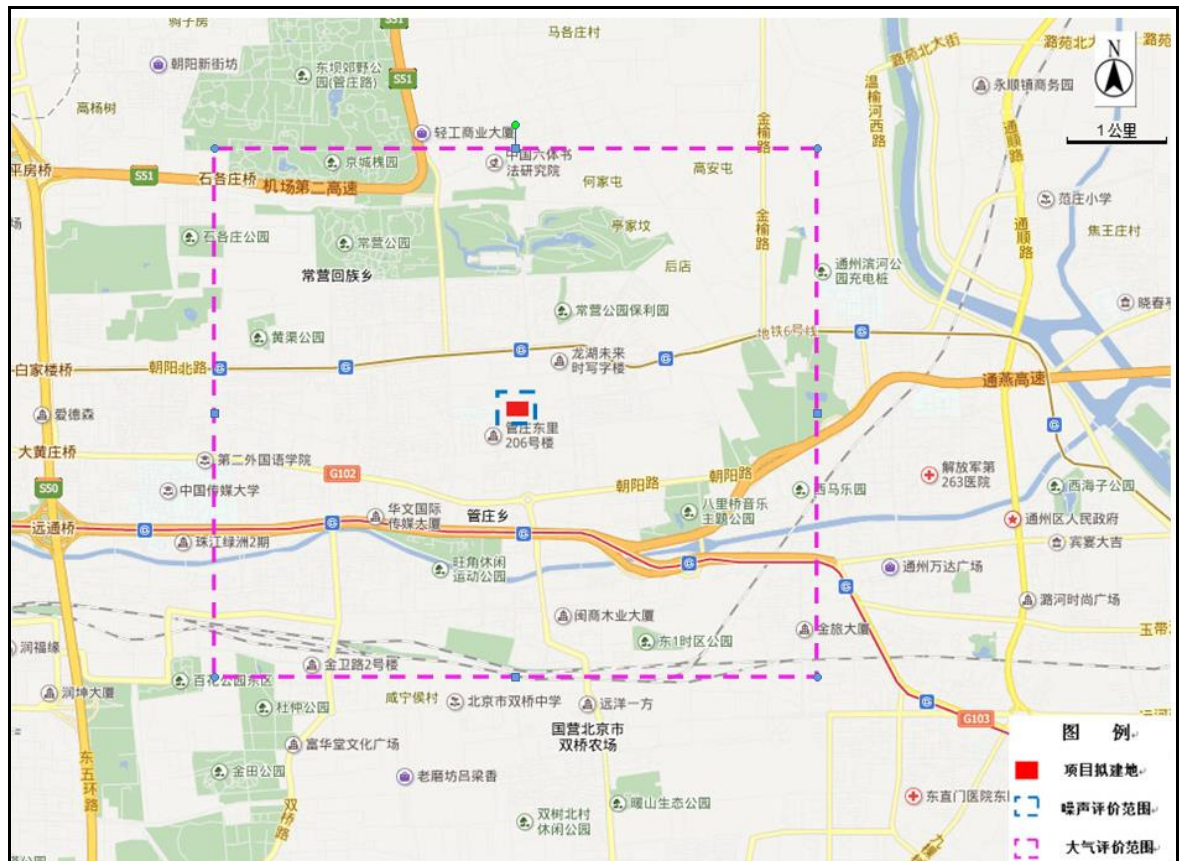 S51
马各庄村
潞苑北大街
朝阳新街坊
东坝郊野公
园(管庄路)
S51
N
永顺镇商务园
高杨树
温榆河西路
金榆路
通顺路
1公里
轻工商业大厦
平房桥
S51
石各庄桥
机场第二高速
京城槐园
中国六体书
法研究院
何家屯
高安屯
范庄小学
金榆路
通顺路
焦王庄村
石各庄公园
常营公园
亭家坟
常营回族乡
后店
通州滨河公
园充电桩
常营公园保利园
黄渠公园
地铁6号线
白家楼桥
朝阳北路
龙湖未来
时写字楼
通燕高速
爱德森
管庄东里
206号楼
大黄庄桥
第二外国语学院
G102
朝阳路
朝阳路
解放军第
263医院
S50
中国传媒大学
西马乐园
西海子公园
华文国际
传媒大厦
管庄乡
八里桥音乐
主题公园
远通桥
通州区人民政府
珠江绿洲2期
宾宴大吉
旺角休闲
运动公园
通州万达广场
闽商木业大厦
潞河时尚广场
润福缘
东1时区公园
金旅大厦
玉带
金卫路2号楼
百花公园东区
润坤大厦
咸宁侯村
北京市双桥中学
远洋一方
杜仲公园
G103
国营北京市
双桥农场
图 例
富华堂文化广场
东五环路
金田公园
老磨坊吕梁香
项目拟建地
双桥路
东直门医院东
双树北村
休闲公园
暖山生态公园
噪声评价范围
大气评价范围